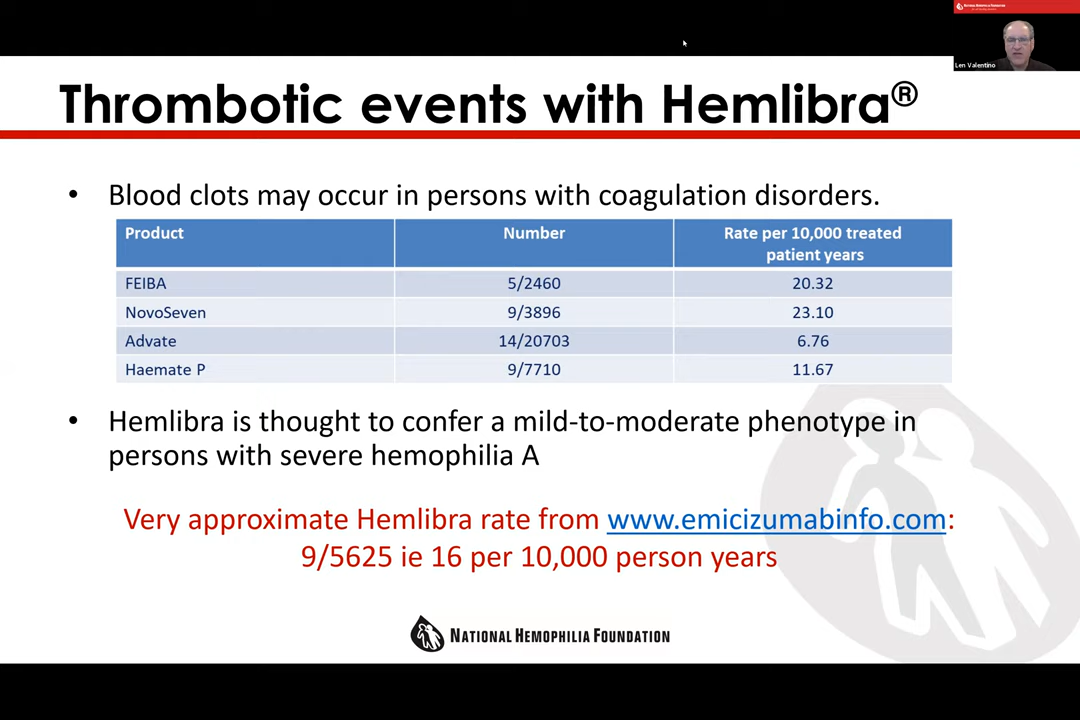 NATIONAL HEMOPHILIA FOUNDATION
Len Valentino
Thrombotic events with Hemlibra®
• Blood clots may occur in persons with coagulation disorders.
Product Number Rate per 10,000 treated
patient years
FEIBA 5/2460 20.32
NovoSeven 9/3896 23.10
Advate 14/20703 6.76
Haemate P 9/7710 11.67
• Hemlibra is thought to confer a mild-to-moderate phenotype in
persons with severe hemophilia A
Very approximate Hemlibra rate from www.emicizumabinfo.com:
9/5625 ie 16 per 10,000 person years
NATIONAL HEMOPHILIA FOUNDATION